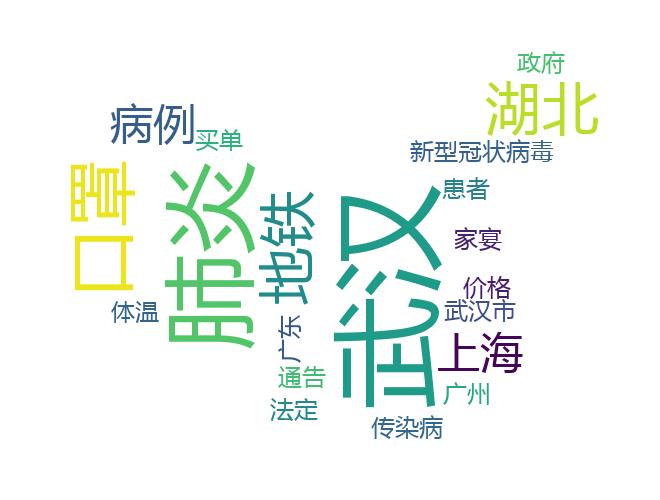 政府
湖北
病例
买单
新型冠状病毒
口罩
肺炎
地铁
武汉
患者
家宴
价格
体温
武汉市
广东
上海
通告
广州
法定
传染病